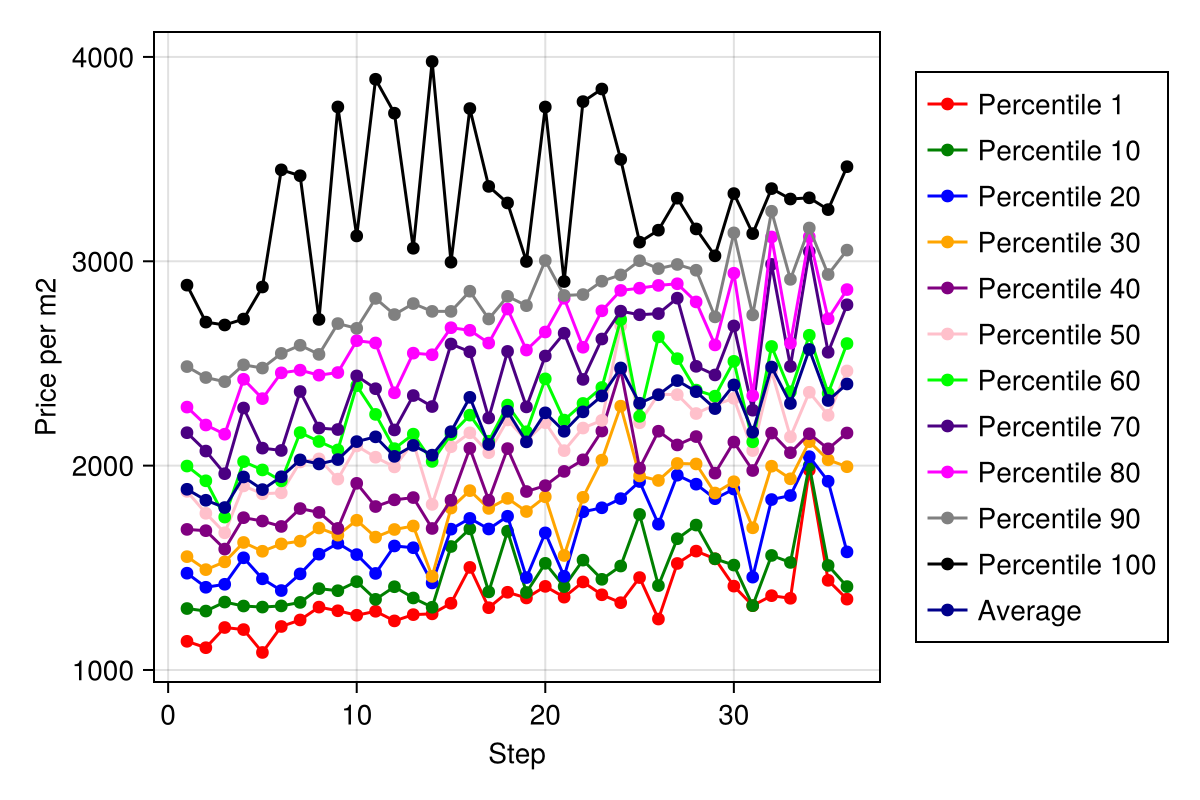 4000
3000
2000
1000
Price per m2
0 10 20 30
Step
Percentile 1
Percentile 10
Percentile 20
Percentile 30
Percentile 40
Percentile 50
Percentile 60
Percentile 70
Percentile 80
Percentile 90
Percentile 100
Average